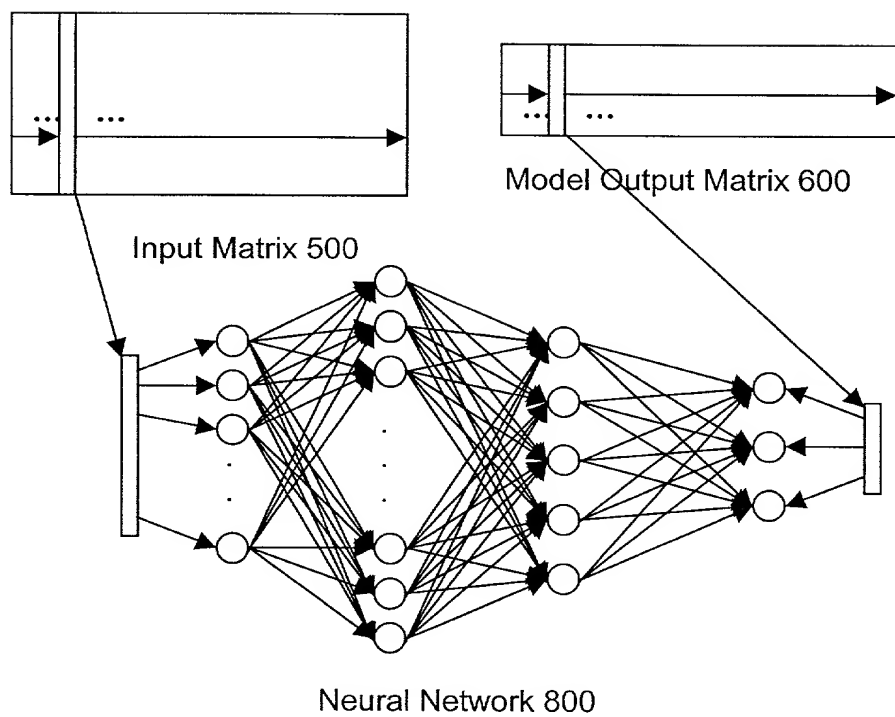 ... ...
... ...
Model Output Matrix 600
Input Matrix 500
Neural Network 800